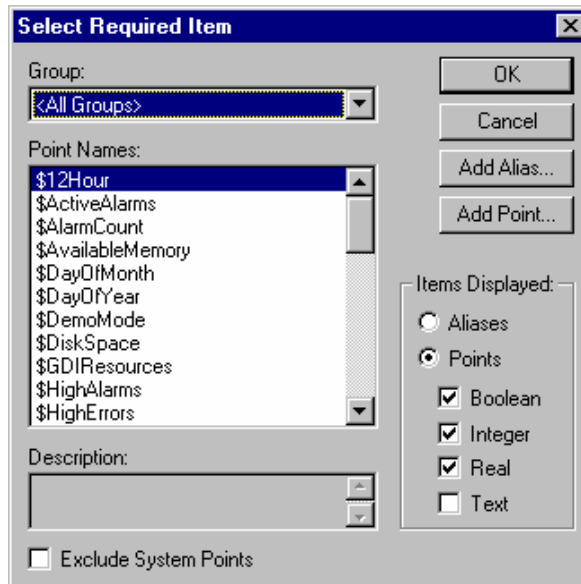 Select Required Item
Group:
<All Groups>
Point Names:
$12Hour
$ActiveAlarms
$AlarmCount
$AvailableMemory
$DayOfMonth
$DayOfYear
$DemoMode
$DiskSpace
$GDIResources
$HighAlarms
$HighErrors
Description:
Exclude System Points
OK
Cancel
Add Alias...
Add Point...
Items Displayed:
Aliases
Points
Boolean
Integer
Real
Text